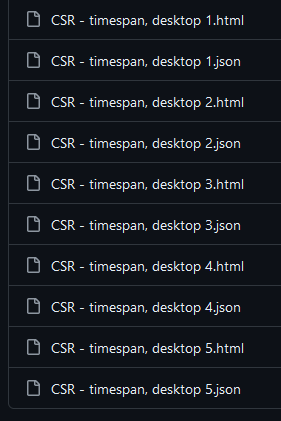 CSR - timespan, desktop 1.html
CSR - timespan, desktop 1.json
CSR - timespan, desktop 2.html
CSR - timespan, desktop 2.json
CSR - timespan, desktop 3.html
CSR - timespan, desktop 3.json
CSR - timespan, desktop 4.html
CSR - timespan, desktop 4.json
CSR - timespan, desktop 5.html
CSR - timespan, desktop 5.json